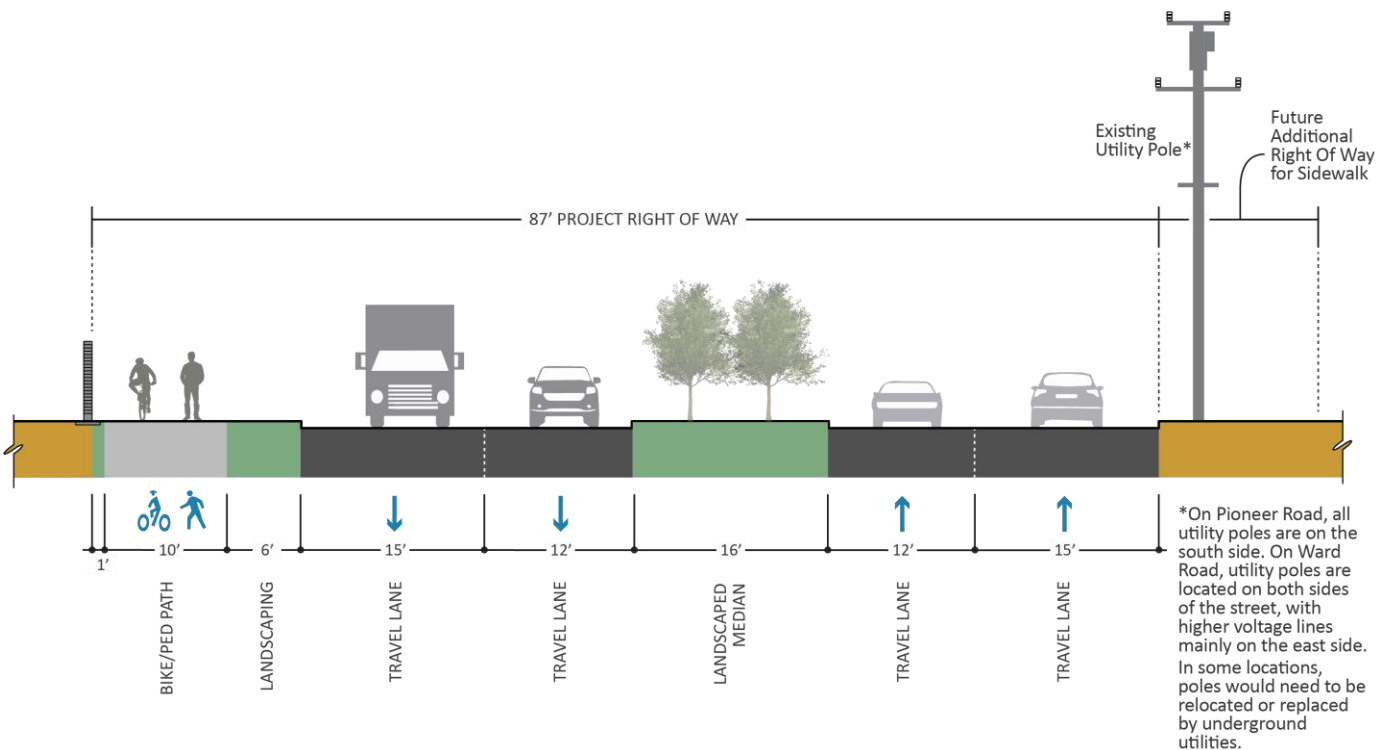 Existing
Utility Pole*
Future
Additional
Right Of Way
for Sidewalk
87’ PROJECT RIGHT OF WAY
1’
10’
6’
15’
12’
16’
12’
15’
BIKE/PED PATH
LANDSCAPING
TRAVEL LANE
TRAVEL LANE
LANDSCAPED
MEDIAN
TRAVEL LANE
TRAVEL LANE
*On Pioneer Road, all
utility poles are on the
south side. On Ward
Road, utility poles are
located on both sides
of the street, with
higher voltage lines
mainly on the east side.
In some locations,
poles would need to be
relocated or replaced
by underground
utilities.